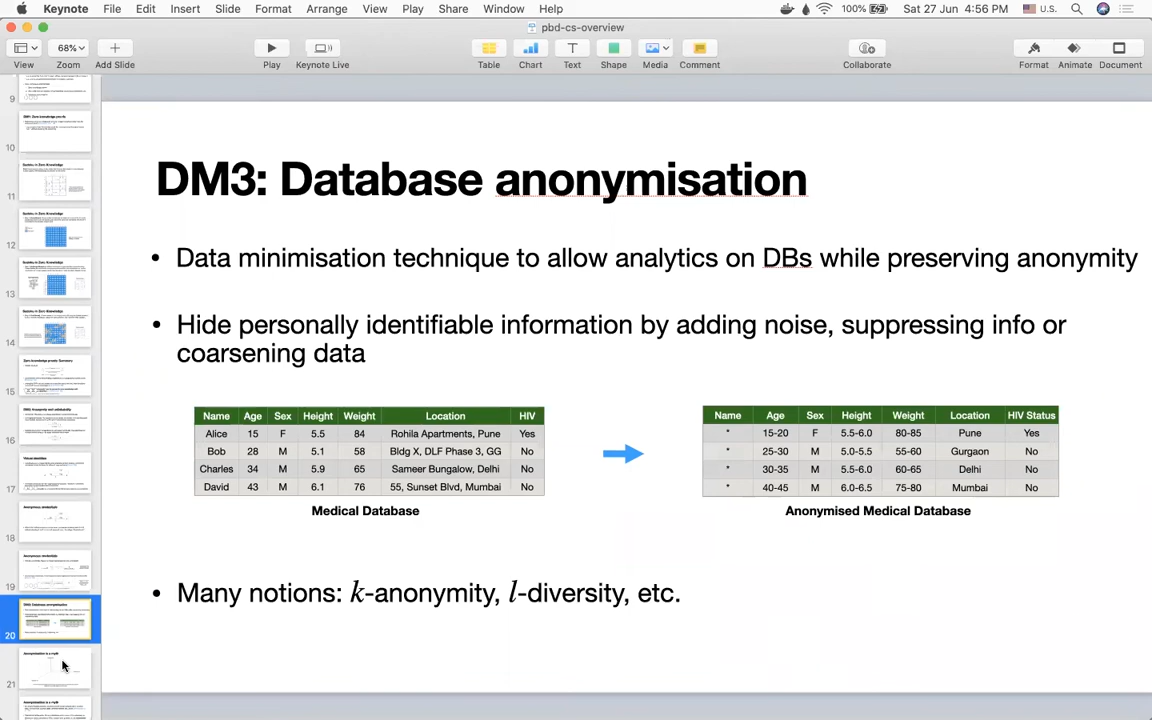 Keynote File Edit Insert Slide Format Arrange View Play Share Window Help 100% Sat 27 Jun 4:56 PM U.S.
pbd-cs-overview
68%
View Zoom Add Slide Play Keynote Live Table Chart Text Shape Media Comment Collaborate Format Animate Document
9
10
11
12
13
14
15
16
17
18
19
20
21
DM3: Database anonymisation
• Data minimisation technique to allow analytics on DBs while preserving anonymity
• Hide personally identifiable information by adding noise, suppressing info or
coarsening data
Name Age Sex Height Weight Location HIV
Alice 15 F 5.5 84 Rohila Apartments, Pune Yes
Bob 28 M 5.1 58 Bldg X, DLF Phase 3, GG No
Charles 34 M 5.9 65 Sameer Bungalow, Delhi No
David 43 M 6.1 76 55, Sunset Blvd, Mumbai No
Medical Database
Name Age Sex Height Weight Location HIV Status
* 15-20 F 5.5-6.0 80-85 Pune Yes
* 25-30 M 5.0-5.5 55-60 Gurgaon No
* 30-35 M 5.5-6.0 60-65 Delhi No
* 40-45 M 6.0-6.5 75-80 Mumbai No
Anonymised Medical Database
• Many notions: k-anonymity, l-diversity, etc.